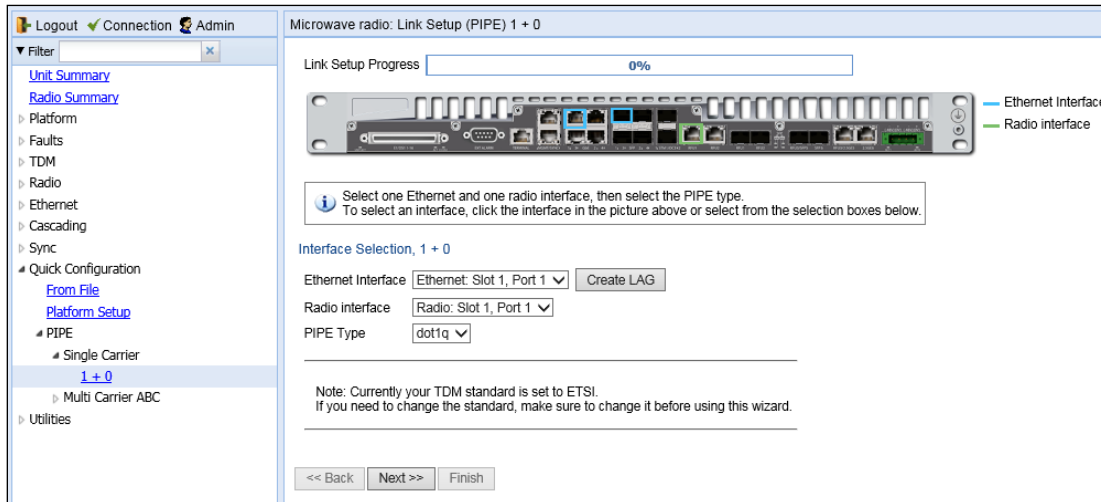 Logout Connection Admin
Filter
Unit Summary
Radio Summary
Platform
Faults
TDM
Radio
Ethernet
Cascading
Sync
Quick Configuration
From File
Platform Setup
PIPE
Single Carrier
1 + 0
Multi Carrier ABC
Utilities
Microwave radio: Link Setup (PIPE) 1 + 0
Link Setup Progress 0%
Ethernet Interface
Radio interface
Select one Ethernet and one radio interface, then select the PIPE type.
To select an interface, click the interface in the picture above or select from the selection boxes below.
Interface Selection, 1 + 0
Ethernet Interface Ethernet: Slot 1, Port 1 Create LAG
Radio interface Radio: Slot 1, Port 1
PIPE Type dot1q
Note: Currently your TDM standard is set to ETSI.
If you need to change the standard, make sure to change it before using this wizard.
<< Back Next >> Finish